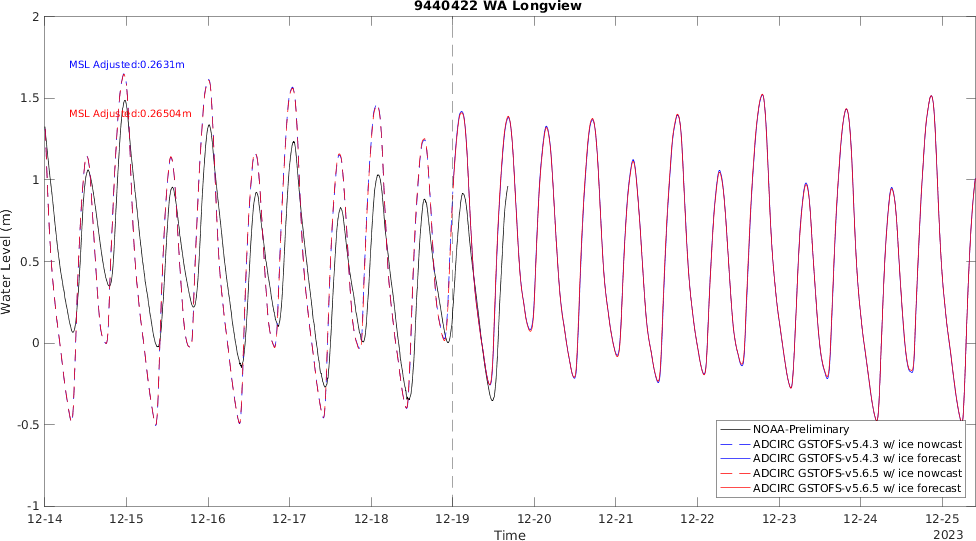 9440422 WA Longview
2
1.5
1
0.5
0
-0.5
-1
Water Level (m)
MSL Adjusted:0.2631m
MSL Adjusted:0.26504m
NOAA-Preliminary
ADCIRC GSTOFS-v5.4.3 w/ ice nowcast
ADCIRC GSTOFS-v5.4.3 w/ ice forecast
ADCIRC GSTOFS-v5.6.5 w/ ice nowcast
ADCIRC GSTOFS-v5.6.5 w/ ice forecast
12-14 12-15 12-16 12-17 12-18 12-19 12-20 12-21 12-22 12-23 12-24 12-25
Time
2023